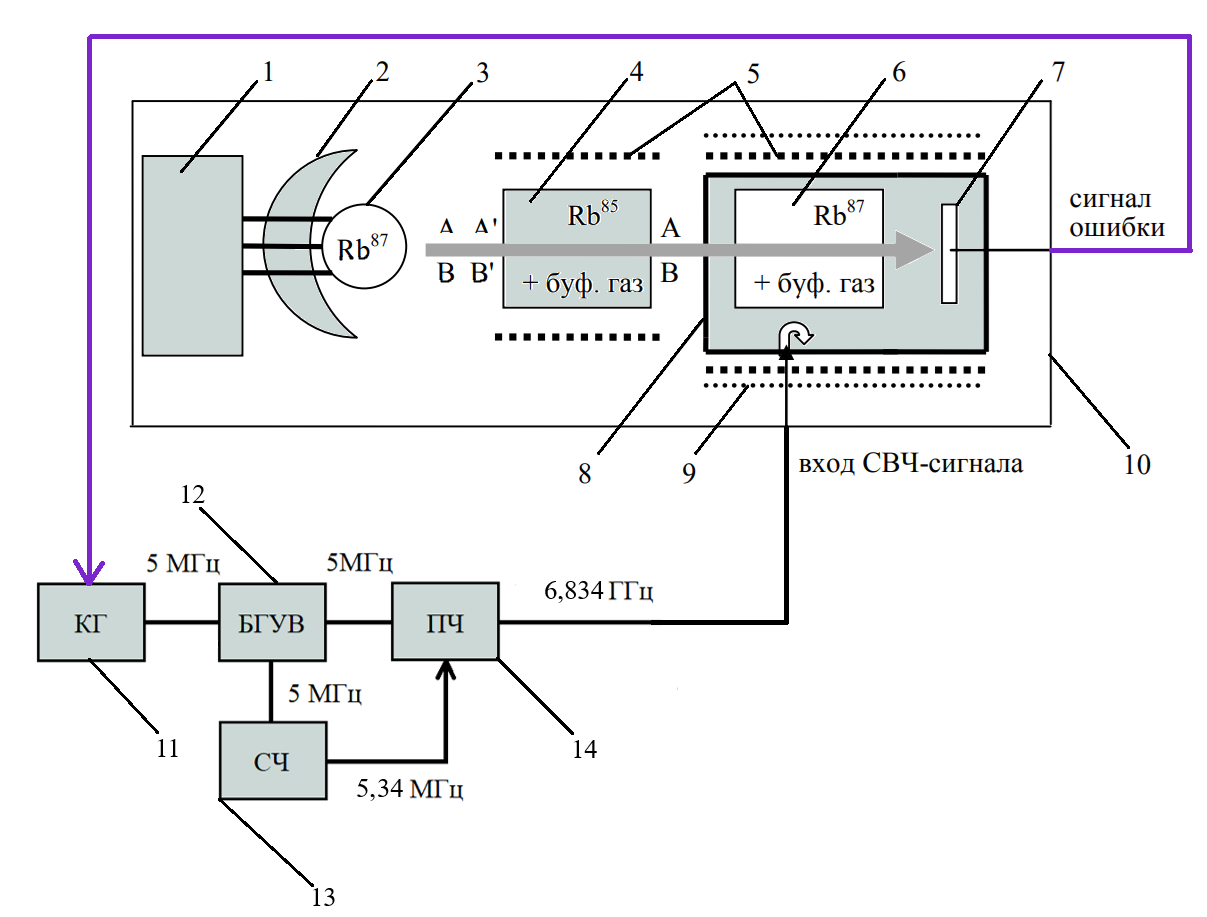 1 2 3 4 5 6 7
Rb87
A A'
B B'
Rb85
+ буф. газ
A
B
Rb87
+ буф. газ
сигнал
ошибки
8 9 10
вход СВЧ-сигнала
12
5 МГц
5МГц
6,834 ГГц
КГ
БГУВ
ПЧ
5 МГц
11
14
СЧ
5,34 МГц
13